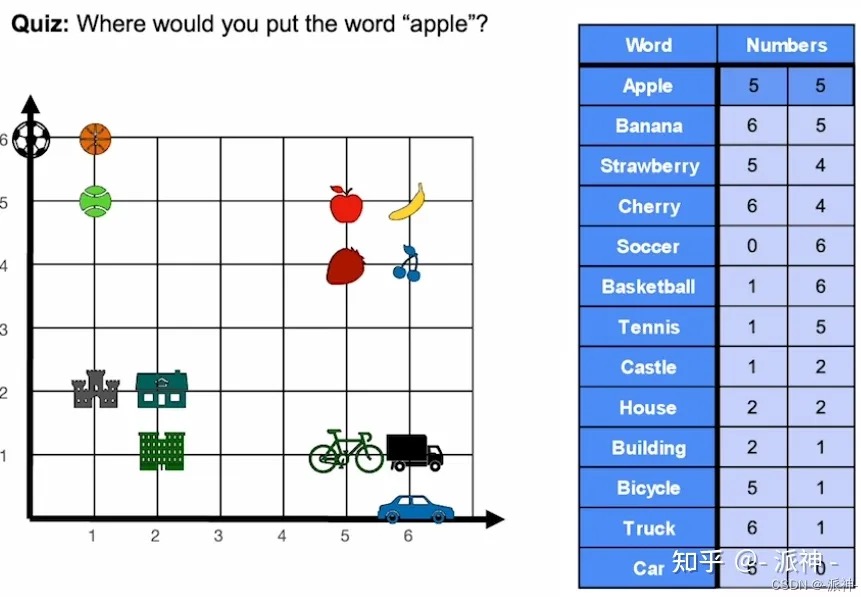 Quiz: Where would you put the word “apple”?
Word Numbers
Apple 5 5
Banana 6 5
Strawberry 5 4
Cherry 6 4
Soccer 0 6
Basketball 1 6
Tennis 1 5
Castle 1 2
House 2 2
Building 2 1
Bicycle 5 1
Truck 6 1
Car 6 0
6
5
4
3
2
1
1 2 3 4 5 6
知乎 @- 派神 -
CSDN @-派神-